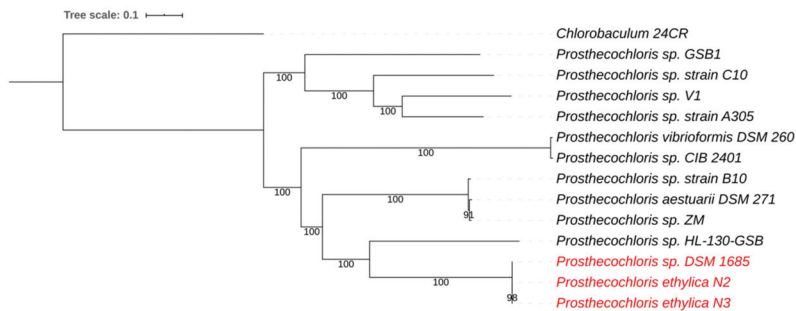 Tree scale: 0.1
Chlorobaculum 24CR
Prosthecochloris sp. GSB1
100
Prosthecochloris sp. strain C10
100
Prosthecochloris sp. V1
100
Prosthecochloris sp. strain A305
Prosthecochloris vibrioformis DSM 260
100
Prosthecochloris sp. CIB 2401
Prosthecochloris sp. strain B10
100
100
Prosthecochloris aestuarii DSM 271
91
Prosthecochloris sp. ZM
100
Prosthecochloris sp. HL-130-GSB
100
Prosthecochloris sp. DSM 1685
100
Prosthecochloris ethylica N2
98
Prosthecochloris ethylica N3